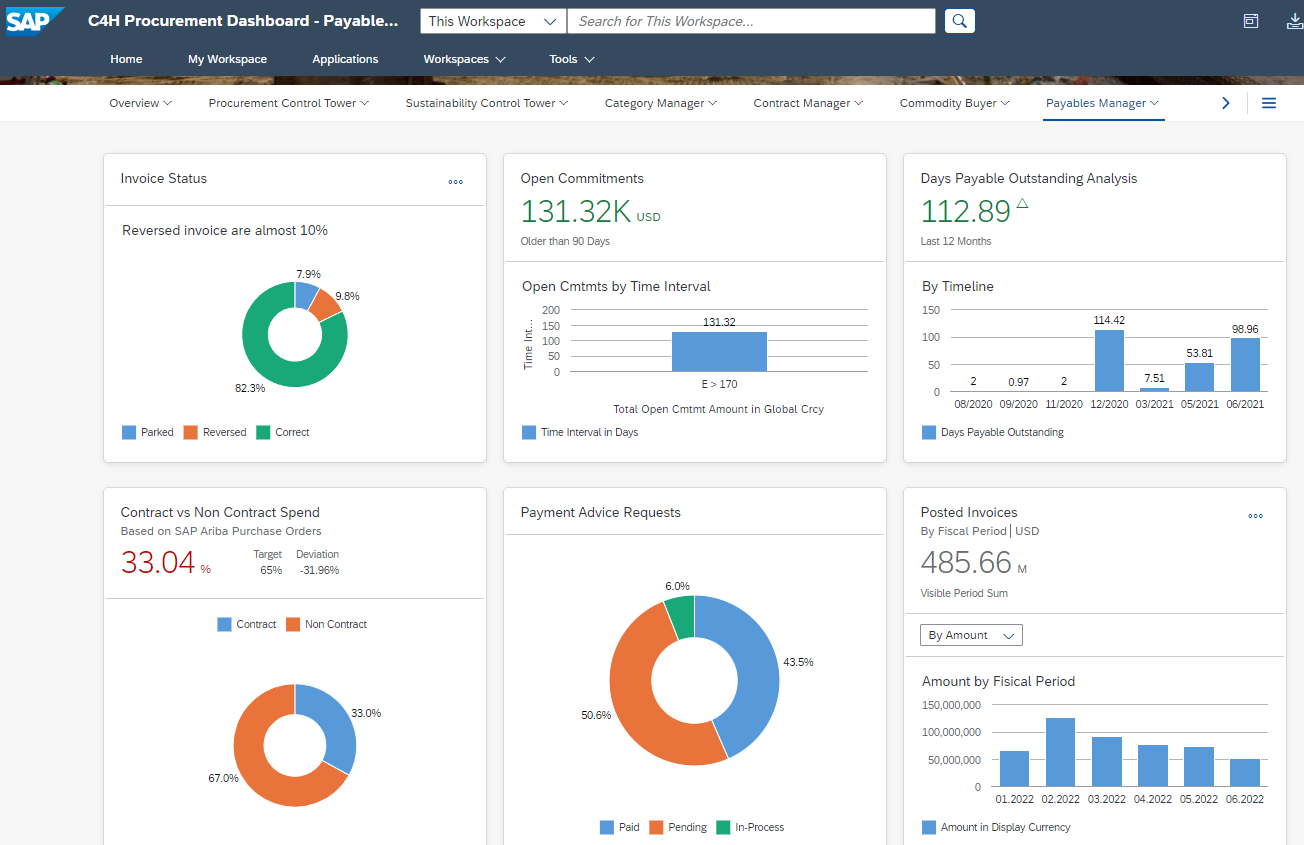 SAP
C4H Procurement Dashboard - Payable...
This Workspace
Search for This Workspace...
Home
My Workspace
Applications
Workspaces
Tools
Overview
Procurement Control Tower
Sustainability Control Tower
Category Manager
Contract Manager
Commodity Buyer
Payables Manager
Invoice Status
Reversed invoice are almost 10%
7.9%
9.8%
82.3%
Parked Reversed Correct
Open Commitments
131.32K USD
Older than 90 Days
Open Cmtmts by Time Interval
Time Int...
200
150
100
50
0
131.32
E > 170
Total Open Cmtmt Amount in Global Crcy
Time Interval in Days
Days Payable Outstanding Analysis
112.89
Last 12 Months
By Timeline
150
100
50
0
2 0.97 2 114.42 7.51 53.81 98.96
08/2020 09/2020 11/2020 12/2020 03/2021 05/2021 06/2021
Days Payable Outstanding
Contract vs Non Contract Spend
Based on SAP Ariba Purchase Orders
33.04 %
Target Deviation
65% -31.96%
Contract Non Contract
33.0%
67.0%
Payment Advice Requests
6.0%
43.5%
50.6%
Paid Pending In-Process
Posted Invoices
By Fiscal Period | USD
485.66 M
Visible Period Sum
By Amount
Amount by Fisical Period
150,000,000
100,000,000
50,000,000
0
01.2022 02.2022 03.2022 04.2022 05.2022 06.2022
Amount in Display Currency